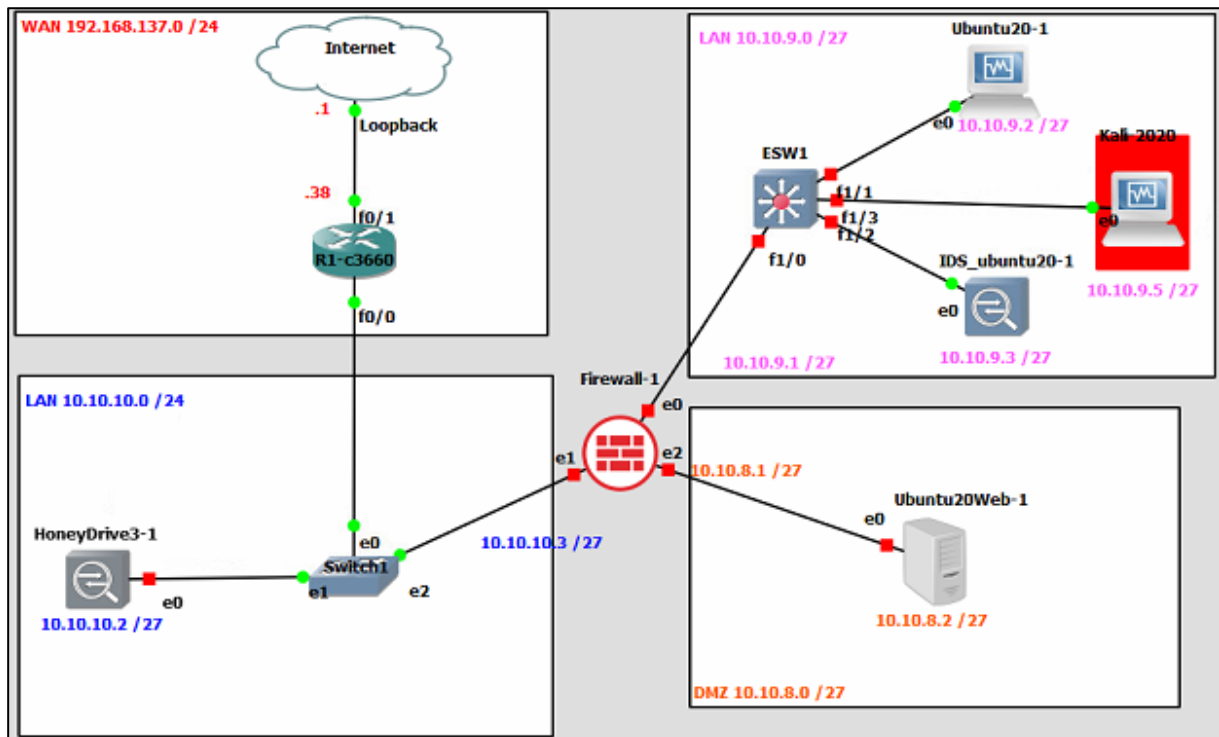 WAN 192.168.137.0 /24
Internet
.1
Loopback
.38
f0/1
R1-c3660
f0/0
LAN 10.10.9.0 /27
Ubuntu20-1
e0
10.10.9.2 /27
ESW1
Kali-2020
f1/1
f1/3
e0
f1/2
f1/0
IDS_ubuntu20-1
10.10.9.5 /27
e0
10.10.9.1 /27
10.10.9.3 /27
LAN 10.10.10.0 /24
Firewall-1
e0
e1
e2
10.10.8.1 /27
HoneyDrive3-1
e0
10.10.10.3 /27
Switch1
e0
e1
e2
10.10.10.2 /27
Ubuntu20Web-1
e0
10.10.8.2 /27
DMZ 10.10.8.0 /27